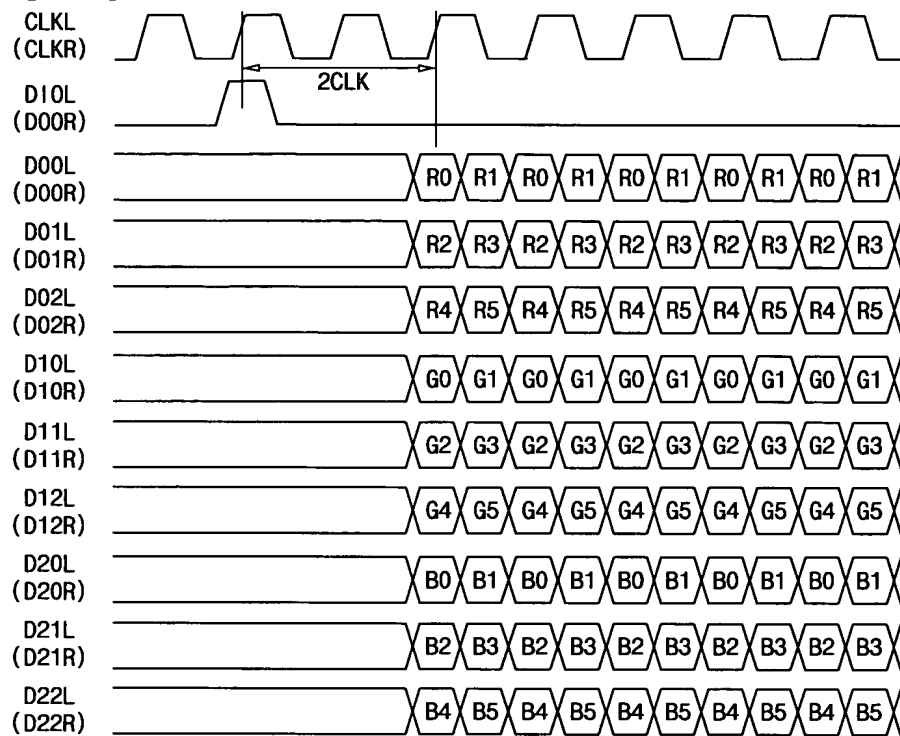 CLKL
(CLKR)
2CLK
DIOL
(DOOR)
D00L
(D00R)
R0 R1 R0 R1 R0 R1 R0 R1 R0 R1
D01L
(D01R)
R2 R3 R2 R3 R2 R3 R2 R3 R2 R3
D02L
(D02R)
R4 R5 R4 R5 R4 R5 R4 R5 R4 R5
D10L
(D10R)
G0 G1 G0 G1 G0 G1 G0 G1 G0 G1
D11L
(D11R)
G2 G3 G2 G3 G2 G3 G2 G3 G2 G3
D12L
(D12R)
G4 G5 G4 G5 G4 G5 G4 G5 G4 G5
D20L
(D20R)
B0 B1 B0 B1 B0 B1 B0 B1 B0 B1
D21L
(D21R)
B2 B3 B2 B3 B2 B3 B2 B3 B2 B3
D22L
(D22R)
B4 B5 B4 B5 B4 B5 B4 B5 B4 B5